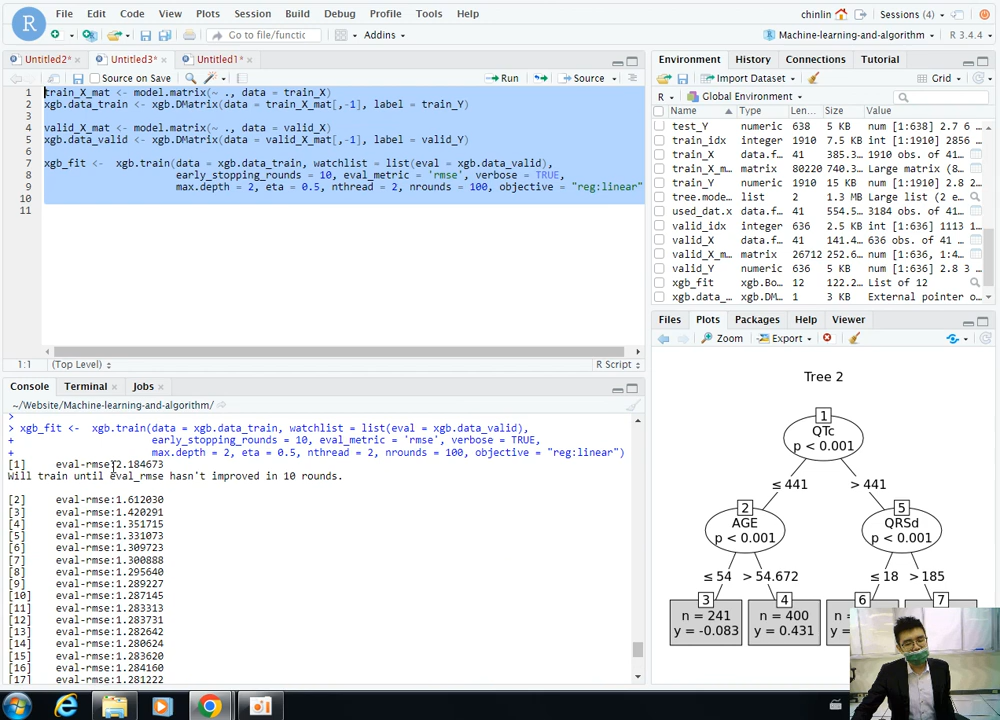 File Edit Code View Plots Session Build Debug Profile Tools Help
chinlin Sessions (4)
R
Go to file/functic
Addins
Machine-learning-and-algorithm R 3.4.4
Untitled2* Untitled3* Untitled1*
Source on Save Run Source
1 train_X_mat <- model.matrix(~ ., data = train_X)
2 xgb.data_train <- xgb.DMatrix(data = train_X_mat[,-1], label = train_Y)
3
4 valid_X_mat <- model.matrix(~ ., data = valid_X)
5 xgb.data_valid <- xgb.DMatrix(data = valid_X_mat[,-1], label = valid_Y)
6
7 xgb_fit <- xgb.train(data = xgb.data_train, watchlist = list(eval = xgb.data_valid),
8 early_stopping_rounds = 10, eval_metric = 'rmse', verbose = TRUE,
9 max.depth = 2, eta = 0.5, nthread = 2, nrounds = 100, objective = "reg:linear"
10
11
1:1 (Top Level) R Script
Console Terminal Jobs
~/Website/Machine-learning-and-algorithm/
>
> xgb_fit <- xgb.train(data = xgb.data_train, watchlist = list(eval = xgb.data_valid),
+ early_stopping_rounds = 10, eval_metric = 'rmse', verbose = TRUE,
+ max.depth = 2, eta = 0.5, nthread = 2, nrounds = 100, objective = "reg:linear")
[1] eval-rmse:2.184673
Will train until eval_rmse hasn't improved in 10 rounds.
[2] eval-rmse:1.612030
[3] eval-rmse:1.420291
[4] eval-rmse:1.351715
[5] eval-rmse:1.331073
[6] eval-rmse:1.309723
[7] eval-rmse:1.300888
[8] eval-rmse:1.295640
[9] eval-rmse:1.289227
[10] eval-rmse:1.287145
[11] eval-rmse:1.283313
[12] eval-rmse:1.283731
[13] eval-rmse:1.282642
[14] eval-rmse:1.280624
[15] eval-rmse:1.283620
[16] eval-rmse:1.284160
[17] eval-rmse:1.281222
Environment History Connections Tutorial
Import Dataset Grid
R Global Environment
Name Type Len… Size Value
test_Y numeric 638 5 KB num [1:638] 2.7 6 …
train_idx integer 1910 7.5 KB int [1:1910] 2856 …
train_X data.f… 41 385.3… 1910 obs. of 41 …
train_X_m… matrix 80220 740.3… Large matrix (8…
train_Y numeric 1910 15 KB num [1:1910] 2.8 2…
tree.mode… list 2 1.3 MB Large list (2 e…
used_dat.x data.f… 41 554.5… 3184 obs. of 41 …
valid_idx integer 636 2.5 KB int [1:636] 1113 1…
valid_X data.f… 41 141.4… 636 obs. of 41 …
valid_X_m… matrix 26712 252.6… num [1:636, 1:4…
valid_Y numeric 636 5 KB num [1:636] 2.8 3 …
xgb_fit xgb.Bo… 12 122.2… List of 12
xgb.data_… xgb.DM… 1 3 KB External pointer o…
Files Plots Packages Help Viewer
Zoom Export
Tree 2
1
QTc
p < 0.001
≤ 441 > 441
2
AGE
p < 0.001
5
QRSd
p < 0.001
≤ 54 > 54.672
≤ 18 > 185
3 4 6 7
n = 241 n = 400 n =
y = -0.083 y = 0.431 y =